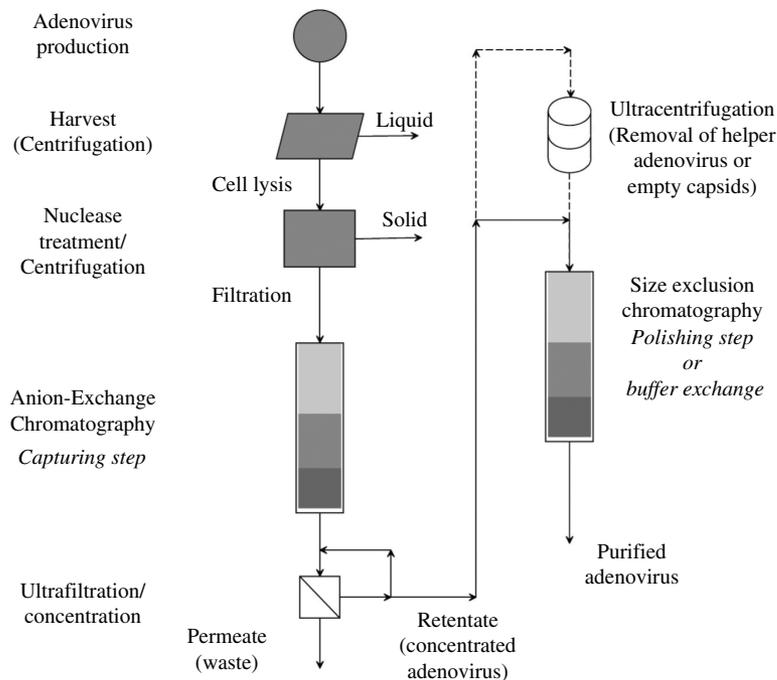 Adenovirus
production
Harvest
(Centrifugation)
Liquid
Cell lysis
Nuclease
treatment/
Centrifugation
Solid
Filtration
Anion-Exchange
Chromatography
Capturing step
Ultrafiltration/
concentration
Permeate
(waste)
Retentate
(concentrated
adenovirus)
Ultracentrifugation
(Removal of helper
adenovirus or
empty capsids)
Size exclusion
chromatography
Polishing step
or
buffer exchange
Purified
adenovirus